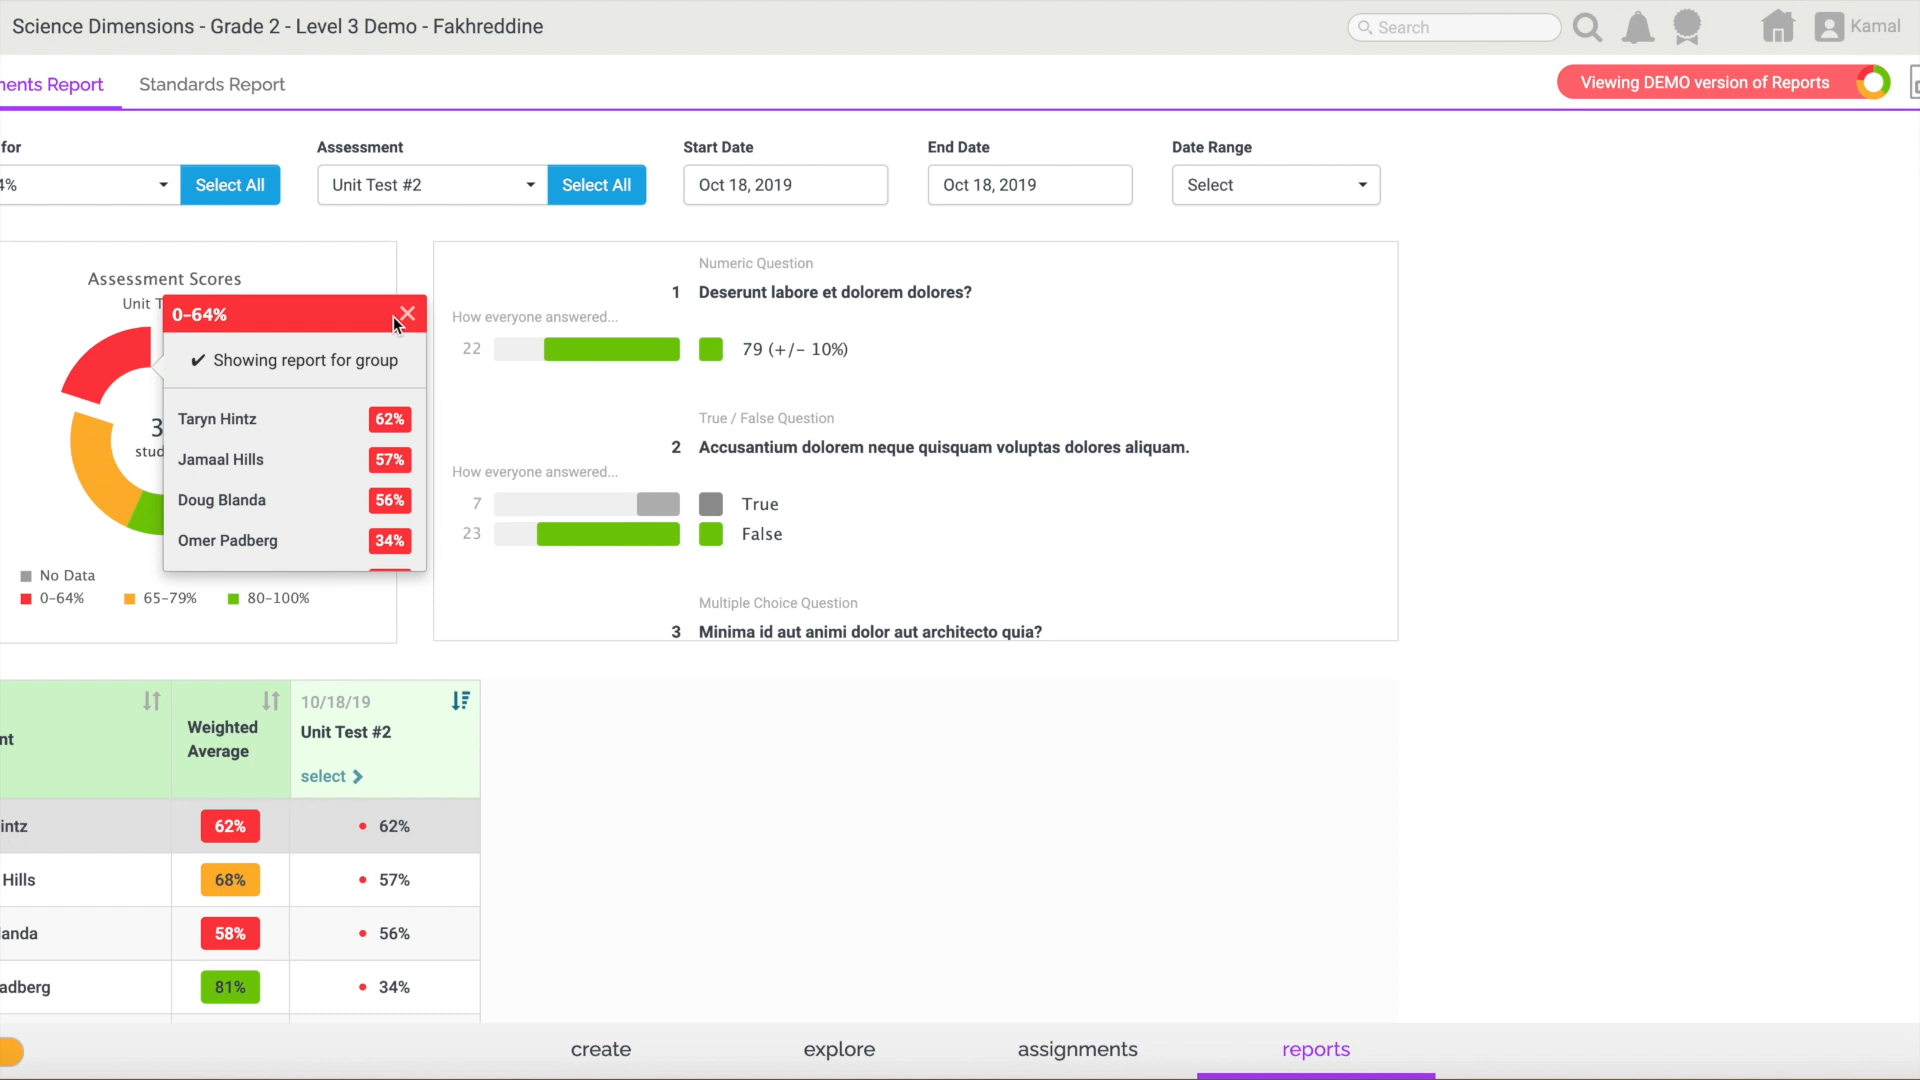 Science Dimensions - Grade 2 - Level 3 Demo - Fakhreddine
Search
Kamal
ents Report
Standards Report
Viewing DEMO version of Reports
for
Assessment
Start Date
End Date
Date Range
4%
Select All
Unit Test #2
Select All
Oct 18, 2019
Oct 18, 2019
Select
Assessment Scores
Unit T
0-64%
✔ Showing report for group
Taryn Hintz 62%
Jamaal Hills 57%
Doug Blanda 56%
Omer Padberg 34%
3
stud
No Data
0-64%
65-79%
80-100%
Numeric Question
1 Deserunt labore et dolorem dolores?
How everyone answered...
22 79 (+/- 10%)
True / False Question
2 Accusantium dolorem neque quisquam voluptas dolores aliquam.
How everyone answered...
7 True
23 False
Multiple Choice Question
3 Minima id aut animi dolor aut architecto quia?
nt
Weighted
Average
10/18/19
Unit Test #2
select
intz 62% 62%
Hills 68% 57%
landa 58% 56%
adberg 81% 34%
create
explore
assignments
reports